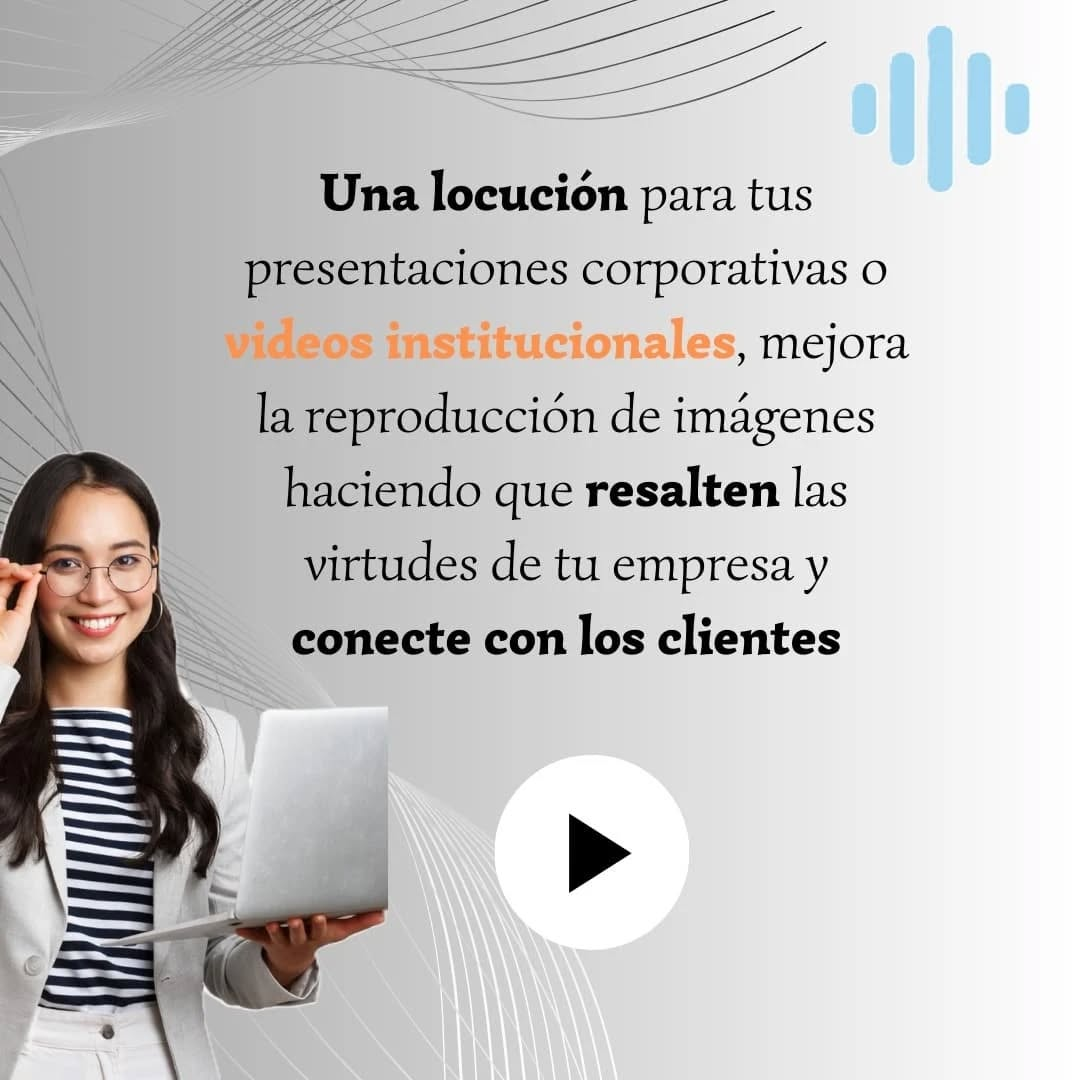 Una locución para tus
presentaciones corporativas o
videos institucionales, mejora
la reproducción de imágenes
haciendo que resalten las
virtudes de tu empresa y
conecte con los clientes